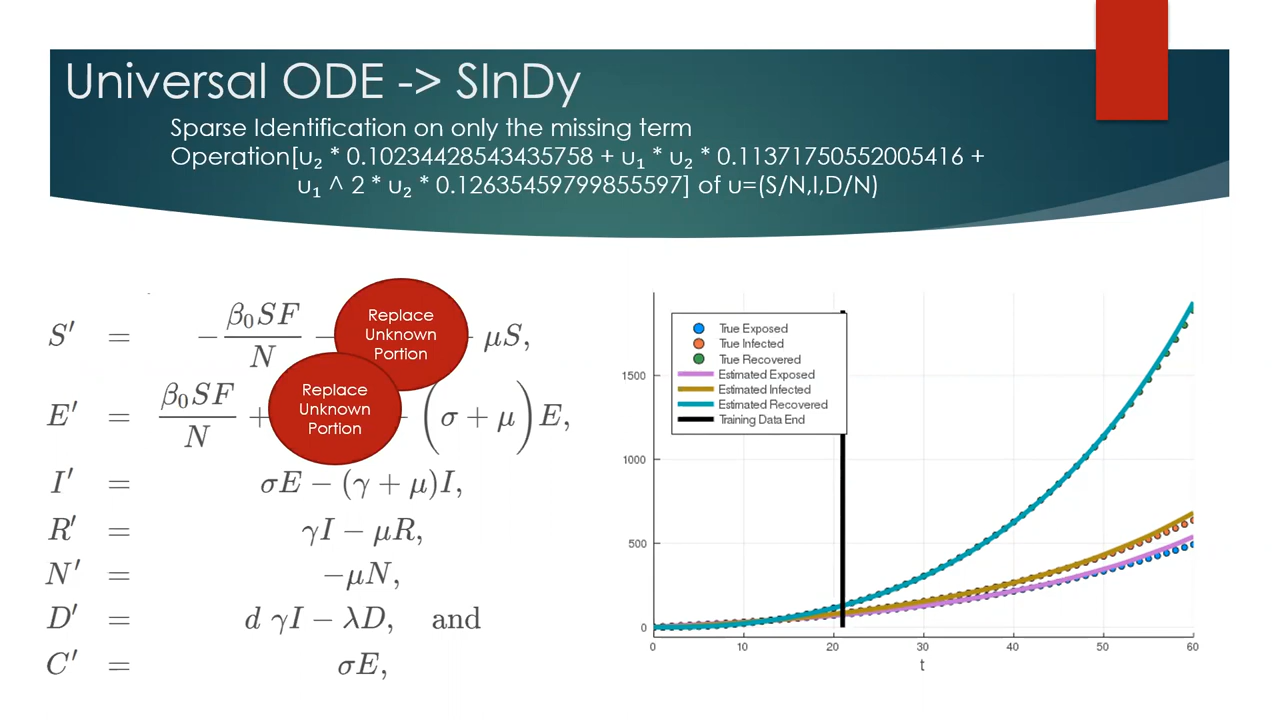 Universal ODE -> SInDy
Sparse Identification on only the missing term
Operation[u₂ * 0.10234428543435758 + u₁ * u₂ * 0.11371750552005416 +
u₁ ^ 2 * u₂ * 0.12635459799855597] of u=(S/N,I,D/N)
S′ = − β₀SF/N − Replace Unknown Portion − μS,
E′ = β₀SF/N + Replace Unknown Portion − (σ + μ)E,
I′ = σE − (γ + μ)I,
R′ = γI − μR,
N′ = −μN,
D′ = d γI − λD, and
C′ = σE,
True Exposed
True Infected
True Recovered
Estimated Exposed
Estimated Infected
Estimated Recovered
Training Data End
1500
1000
500
0
0 10 20 30 40 50 60
t